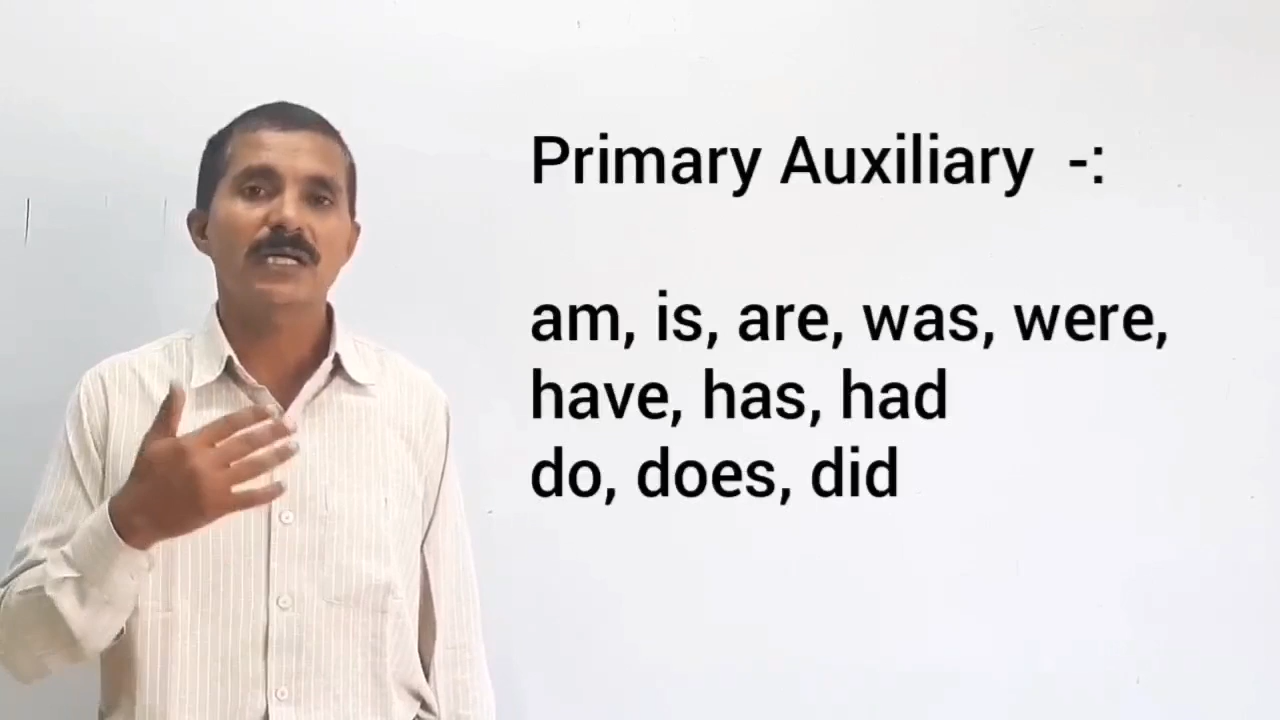 Primary Auxiliary -:
am, is, are, was, were,
have, has, had
do, does, did